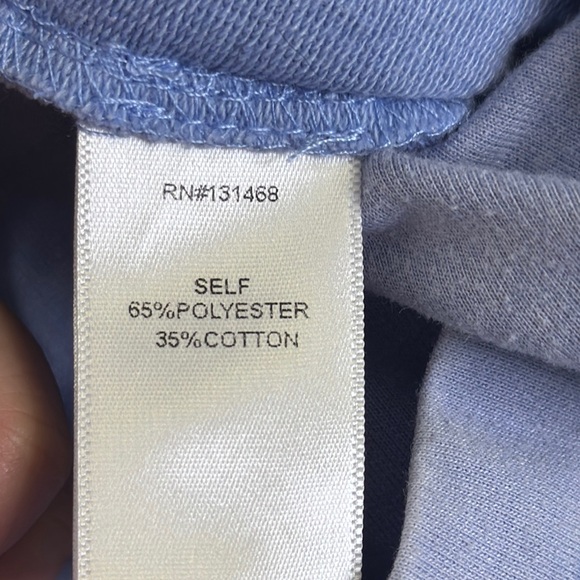 RN#131468
SELF
65%POLYESTER
35%COTTON